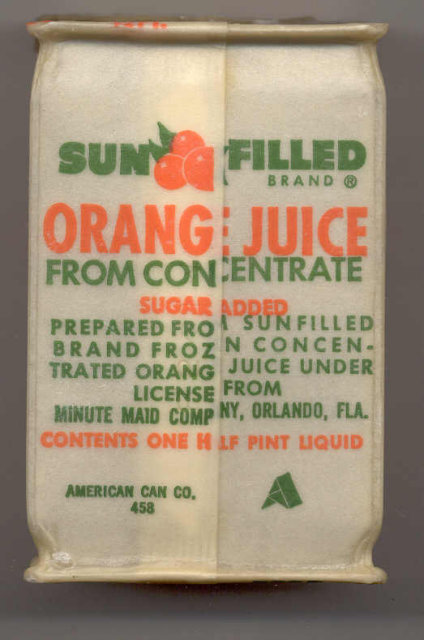 SUN FILLED
BRAND ®
ORANGE JUICE
FROM CONCENTRATE
SUGAR ADDED
PREPARED FRO SUNFILLED
BRAND FROZ N CONCEN-
TRATED ORANG JUICE UNDER
LICENSE FROM
MINUTE MAID COMP NY, ORLANDO, FLA.
CONTENTS ONE H LF PINT LIQUID
AMERICAN CAN CO.
458